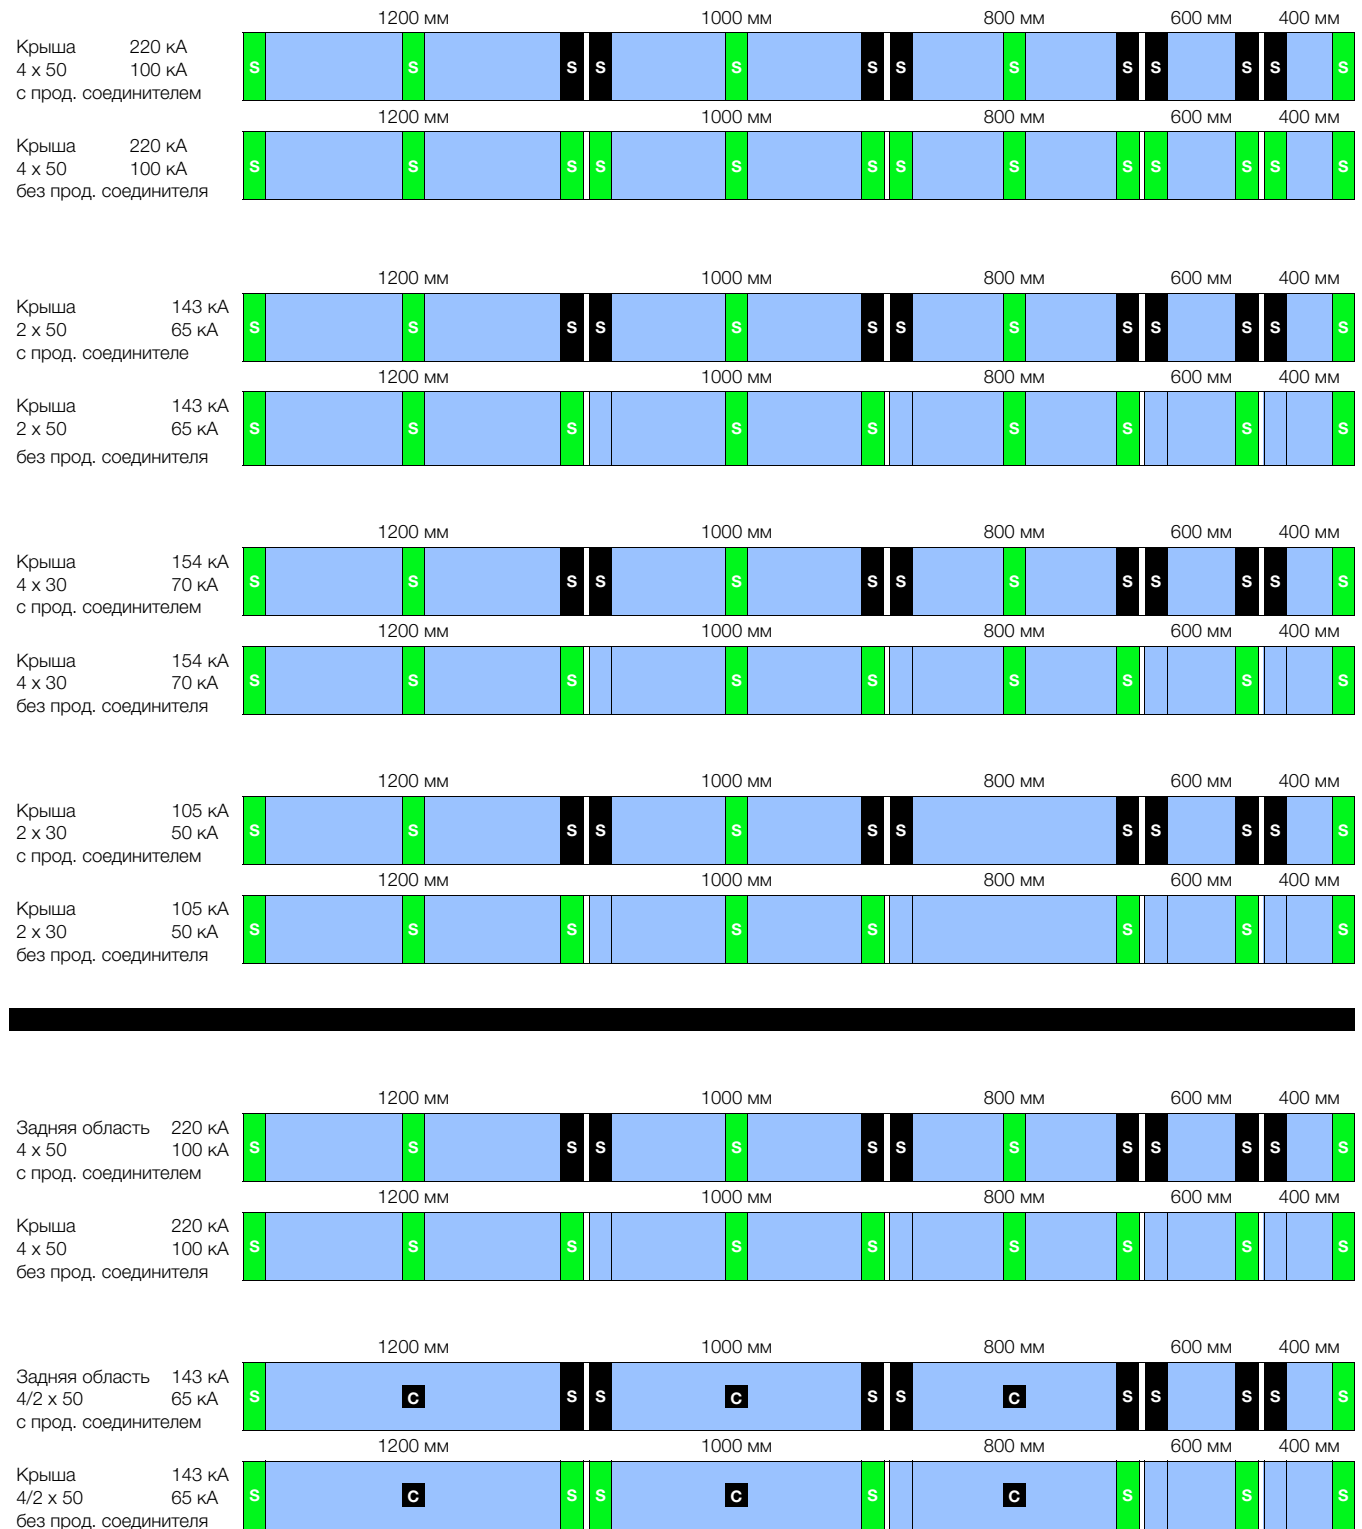 1200 мм 1000 мм 800 мм 600 мм 400 мм
Крыша 220 кА
4 x 50 100 кА
с прод. соединителем
S S S S S S S S S S S S S
1200 мм 1000 мм 800 мм 600 мм 400 мм
Крыша 220 кА
4 x 50 100 кА
без прод. соединителя
S S S S S S S S S S S S S
1200 мм 1000 мм 800 мм 600 мм 400 мм
Крыша 143 кА
2 x 50 65 кА
с прод. соединителе
S S S S S S S S S S S S S
1200 мм 1000 мм 800 мм 600 мм 400 мм
Крыша 143 кА
2 x 50 65 кА
без прод. соединителя
S S S S S S S S S
1200 мм 1000 мм 800 мм 600 мм 400 мм
Крыша 154 кА
4 x 30 70 кА
с прод. соединителем
S S S S S S S S S S S S S
1200 мм 1000 мм 800 мм 600 мм 400 мм
Крыша 154 кА
4 x 30 70 кА
без прод. соединителя
S S S S S S S S S
1200 мм 1000 мм 800 мм 600 мм 400 мм
Крыша 105 кА
2 x 30 50 кА
с прод. соединителем
S S S S S S S S S S S S
1200 мм 1000 мм 800 мм 600 мм 400 мм
Крыша 105 кА
2 x 30 50 кА
без прод. соединителя
S S S S S S S S
1200 мм 1000 мм 800 мм 600 мм 400 мм
Задняя область 220 кА
4 x 50 100 кА
с прод. соединителем
S S S S S S S S S S S S S
1200 мм 1000 мм 800 мм 600 мм 400 мм
Крыша 220 кА
4 x 50 100 кА
без прод. соединителя
S S S S S S S S S
1200 мм 1000 мм 800 мм 600 мм 400 мм
Задняя область 143 кА
4/2 x 50 65 кА
с прод. соединителем
S C S S C S S C S S S S S
1200 мм 1000 мм 800 мм 600 мм 400 мм
Крыша 143 кА
4/2 x 50 65 кА
без прод. соединителя
S C S S C S C S S S